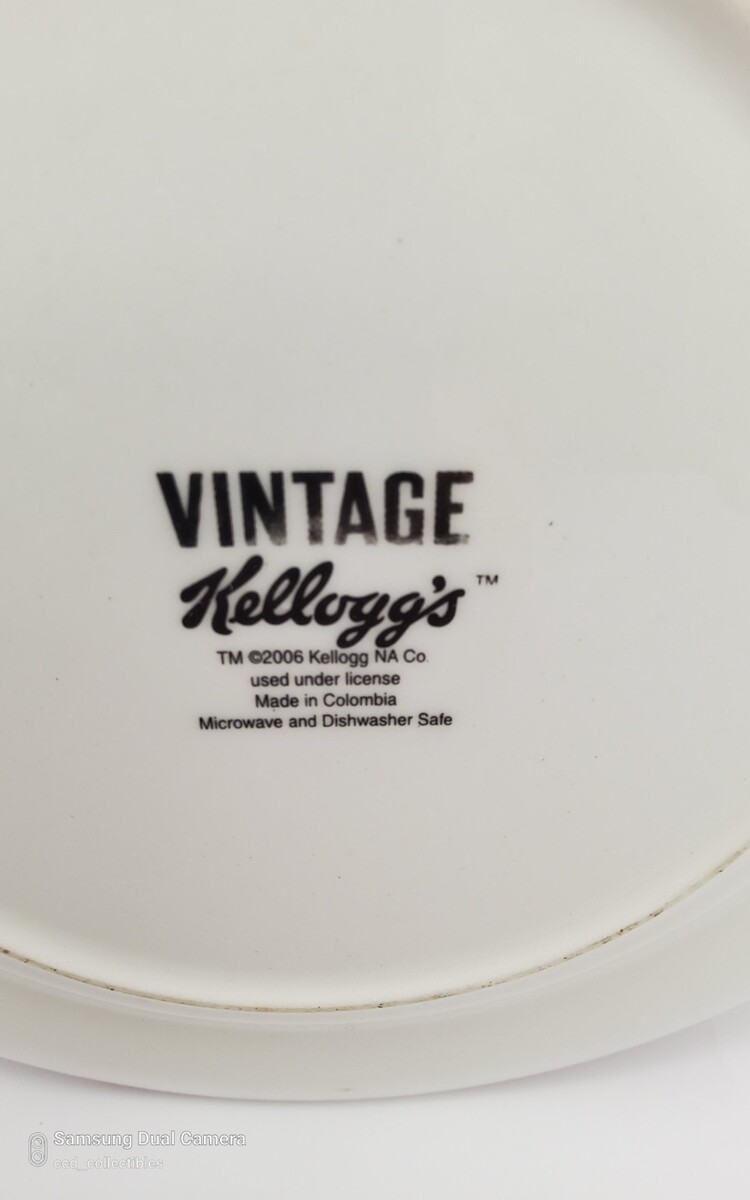 VINTAGE
Kellogg's™
TM ©2006 Kellogg NA Co.
used under license
Made in Colombia
Microwave and Dishwasher Safe
Samsung Dual Camera
ccd_collectibles